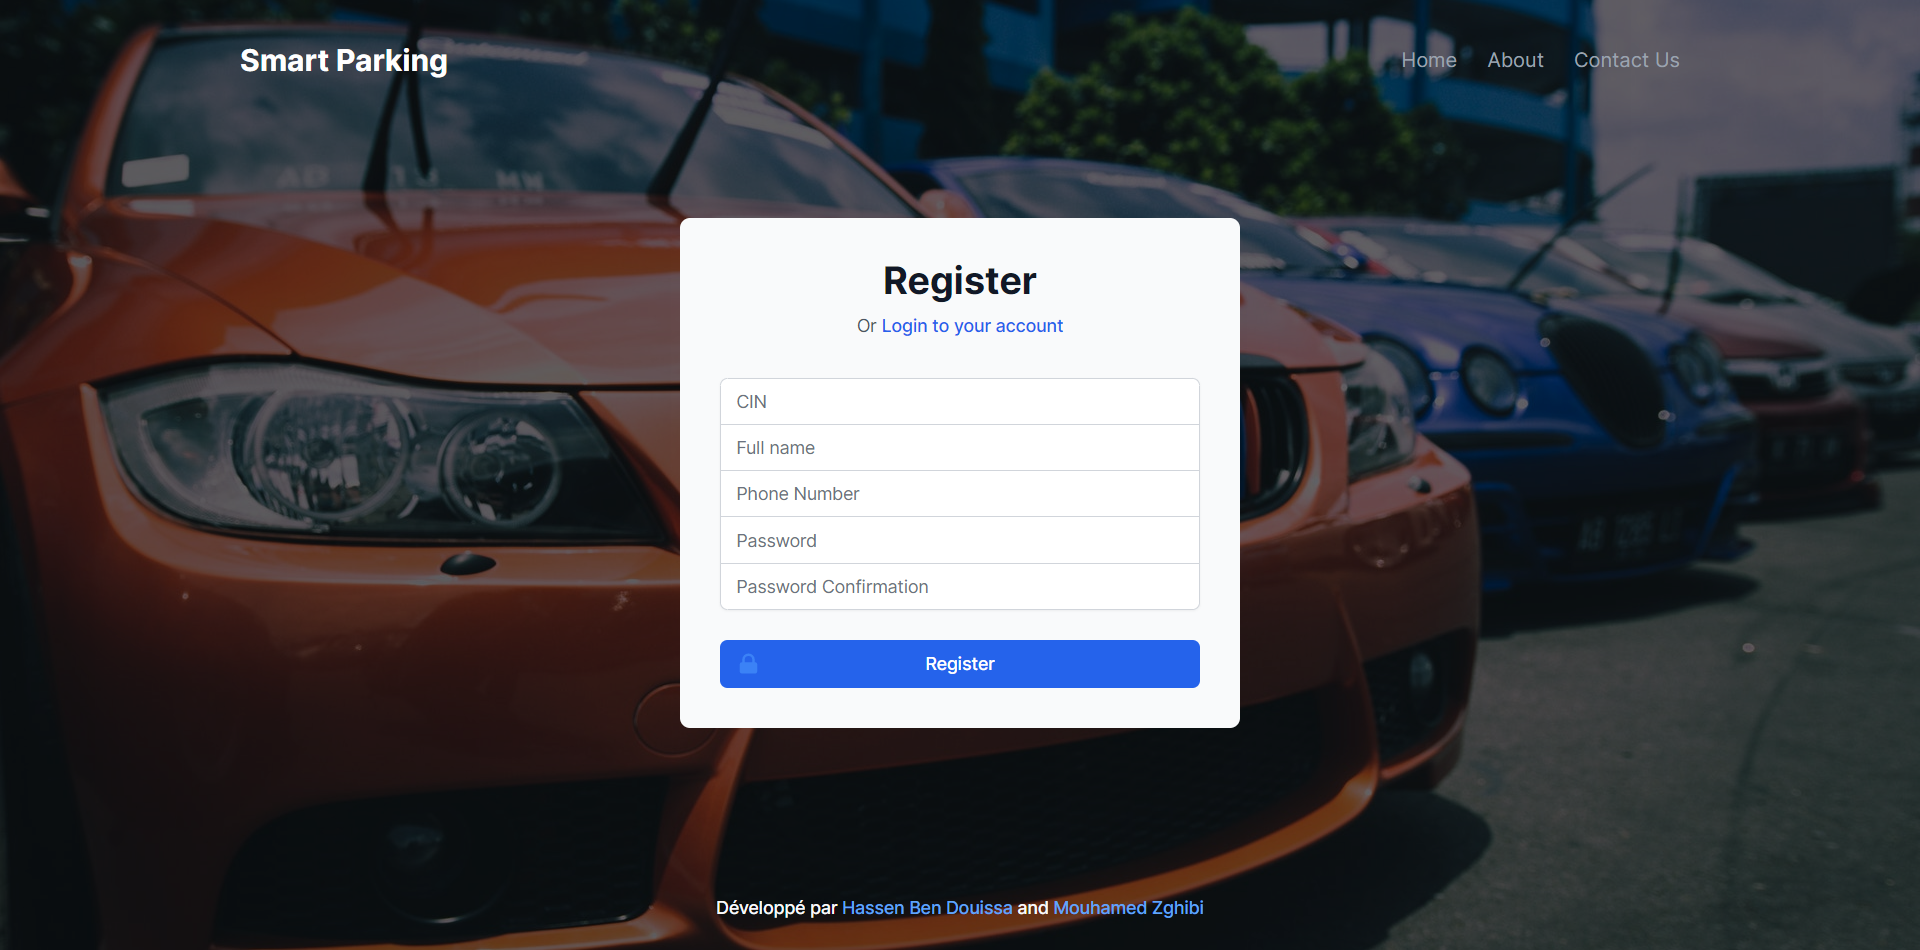 Smart Parking
Home About Contact Us
Register
Or Login to your account
CIN
Full name
Phone Number
Password
Password Confirmation
Register
Développé par Hassen Ben Douissa and Mouhamed Zghibi